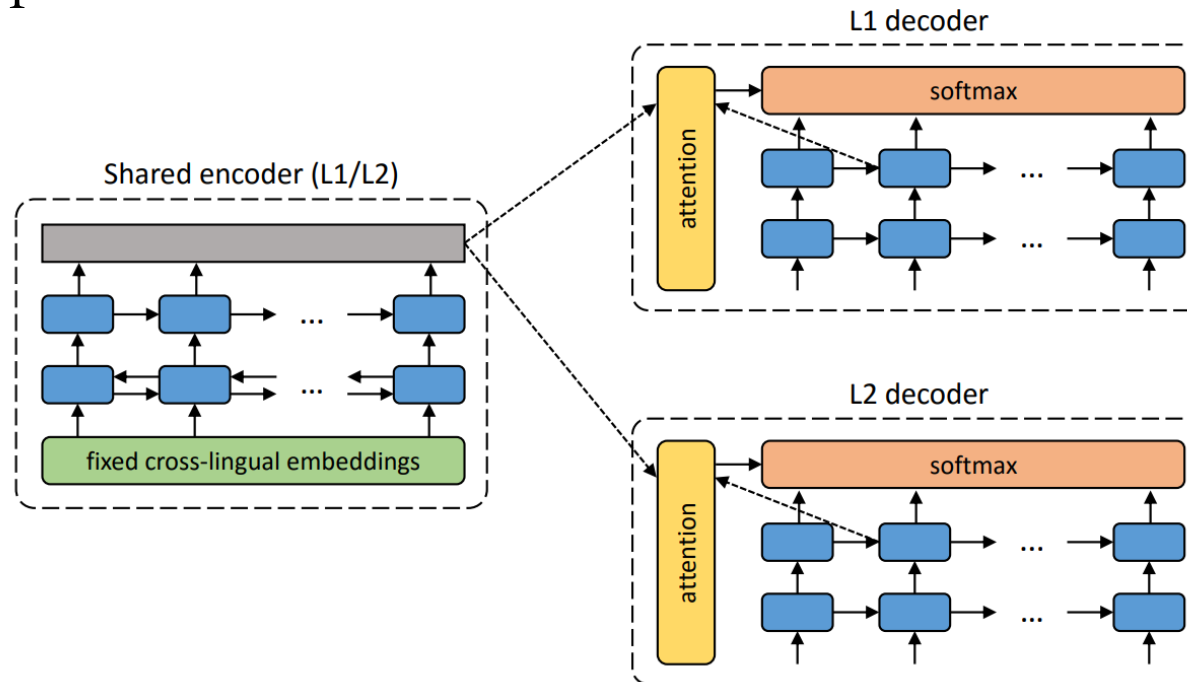 Shared encoder (L1/L2)
...
...
fixed cross-lingual embeddings
L1 decoder
attention
softmax
...
...
L2 decoder
attention
softmax
...
...